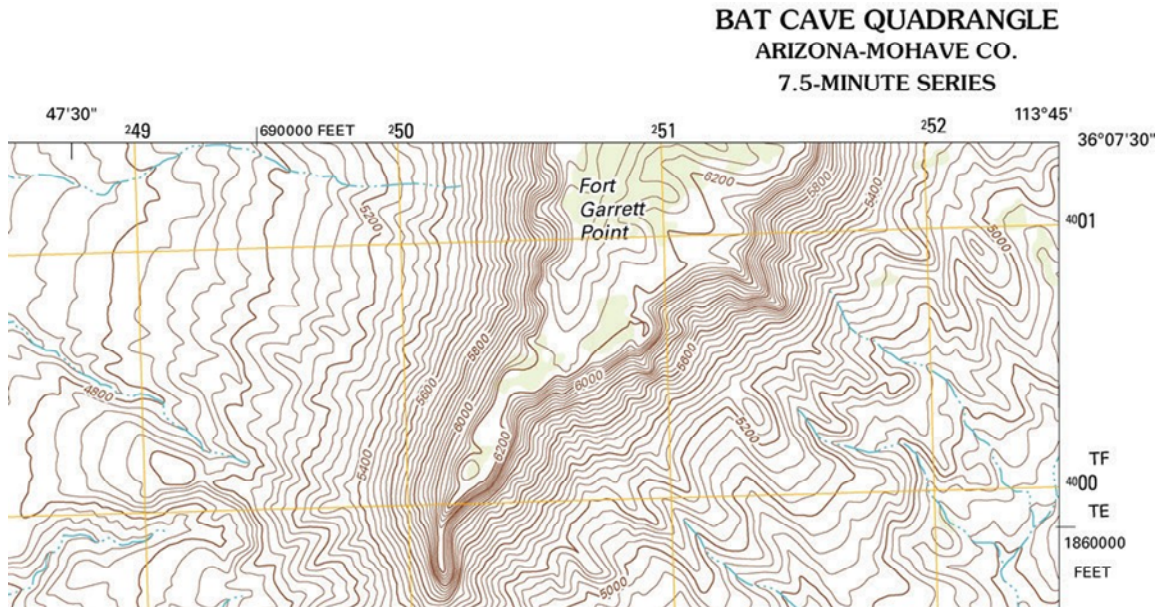 BAT CAVE QUADRANGLE
ARIZONA-MOHAVE CO.
7.5-MINUTE SERIES
47'30"
249
690000 FEET
250
251
252
113°45'
36°07'30"
Fort
Garrett
Point
6200
5800
5400
5200
4001
5000
5800
5600
6000
5600
6000
4800
6200
5200
5400
TF
4000
TE
1860000
FEET
5000